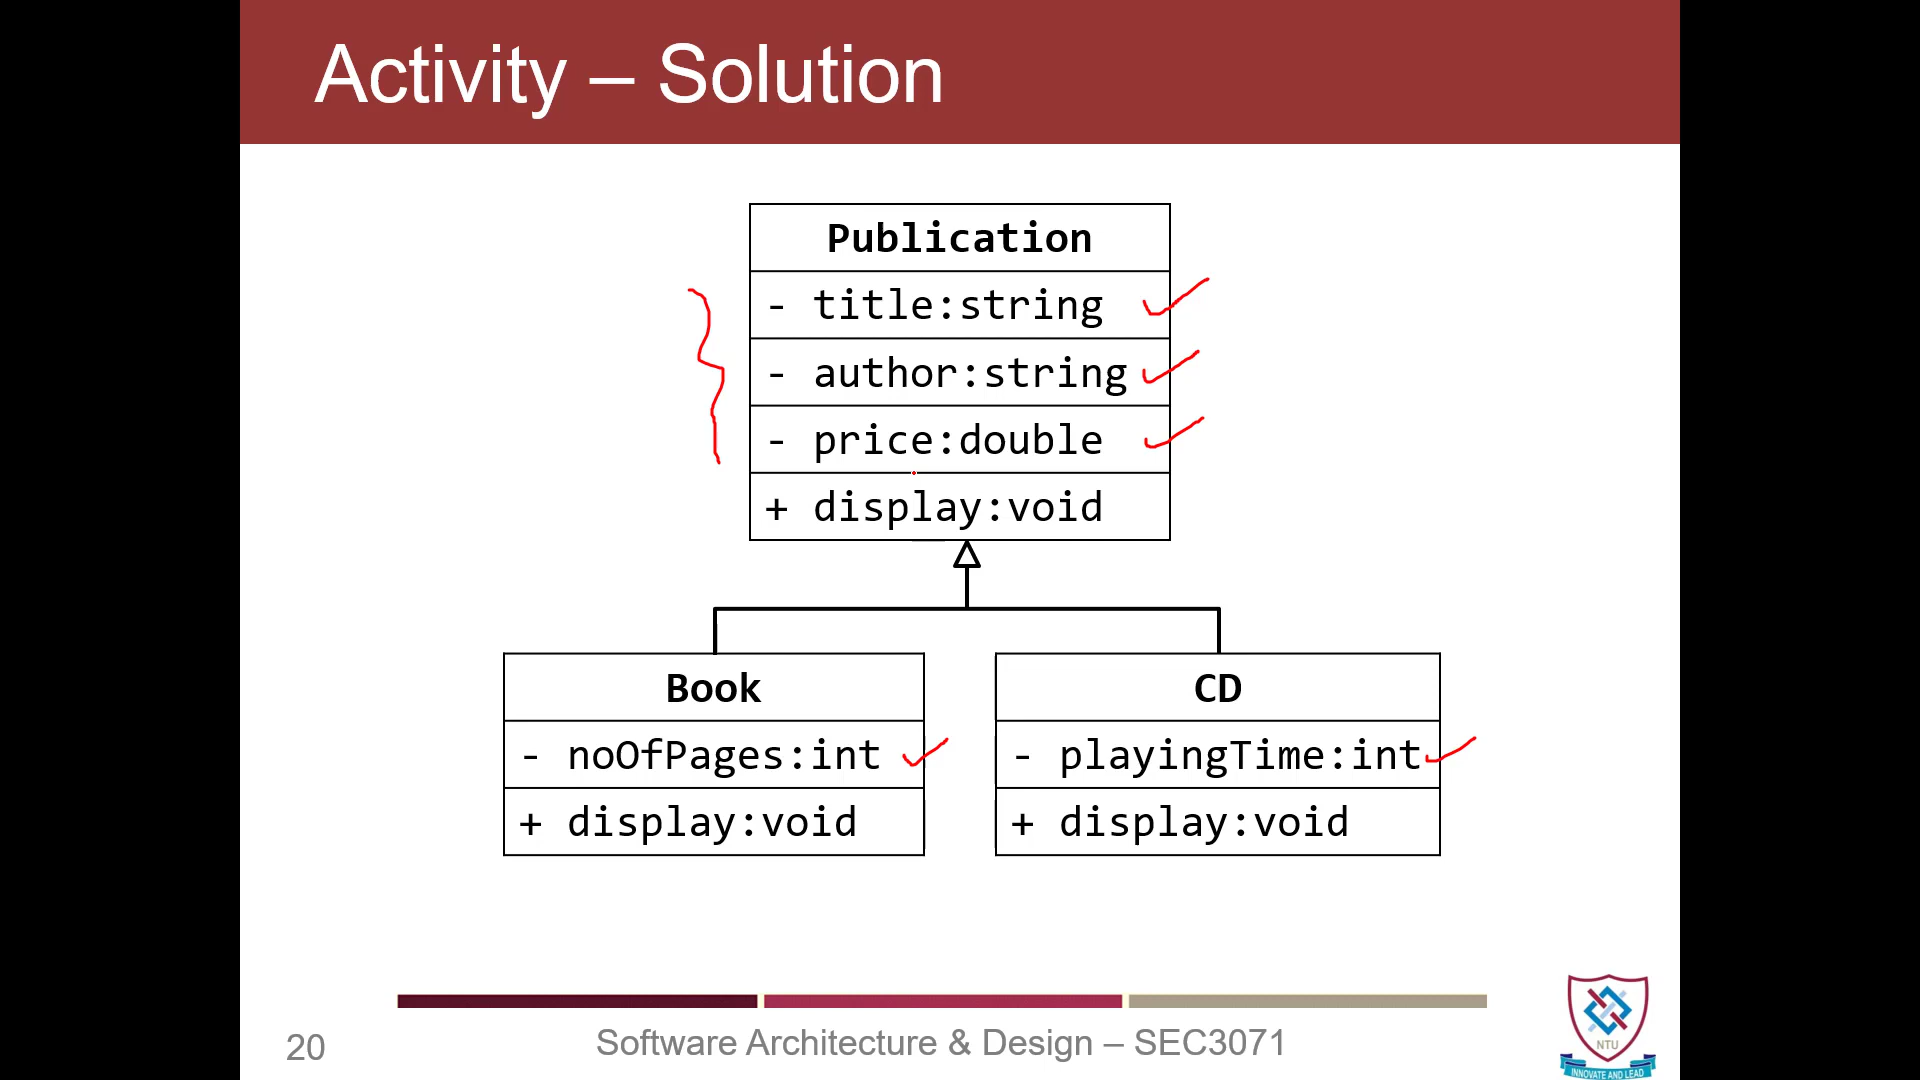 Activity – Solution
Publication
- title:string
- author:string
- price:double
+ display:void
Book
- noOfPages:int
+ display:void
CD
- playingTime:int
+ display:void
20
Software Architecture & Design – SEC3071
NTU
INNOVATE AND LEAD